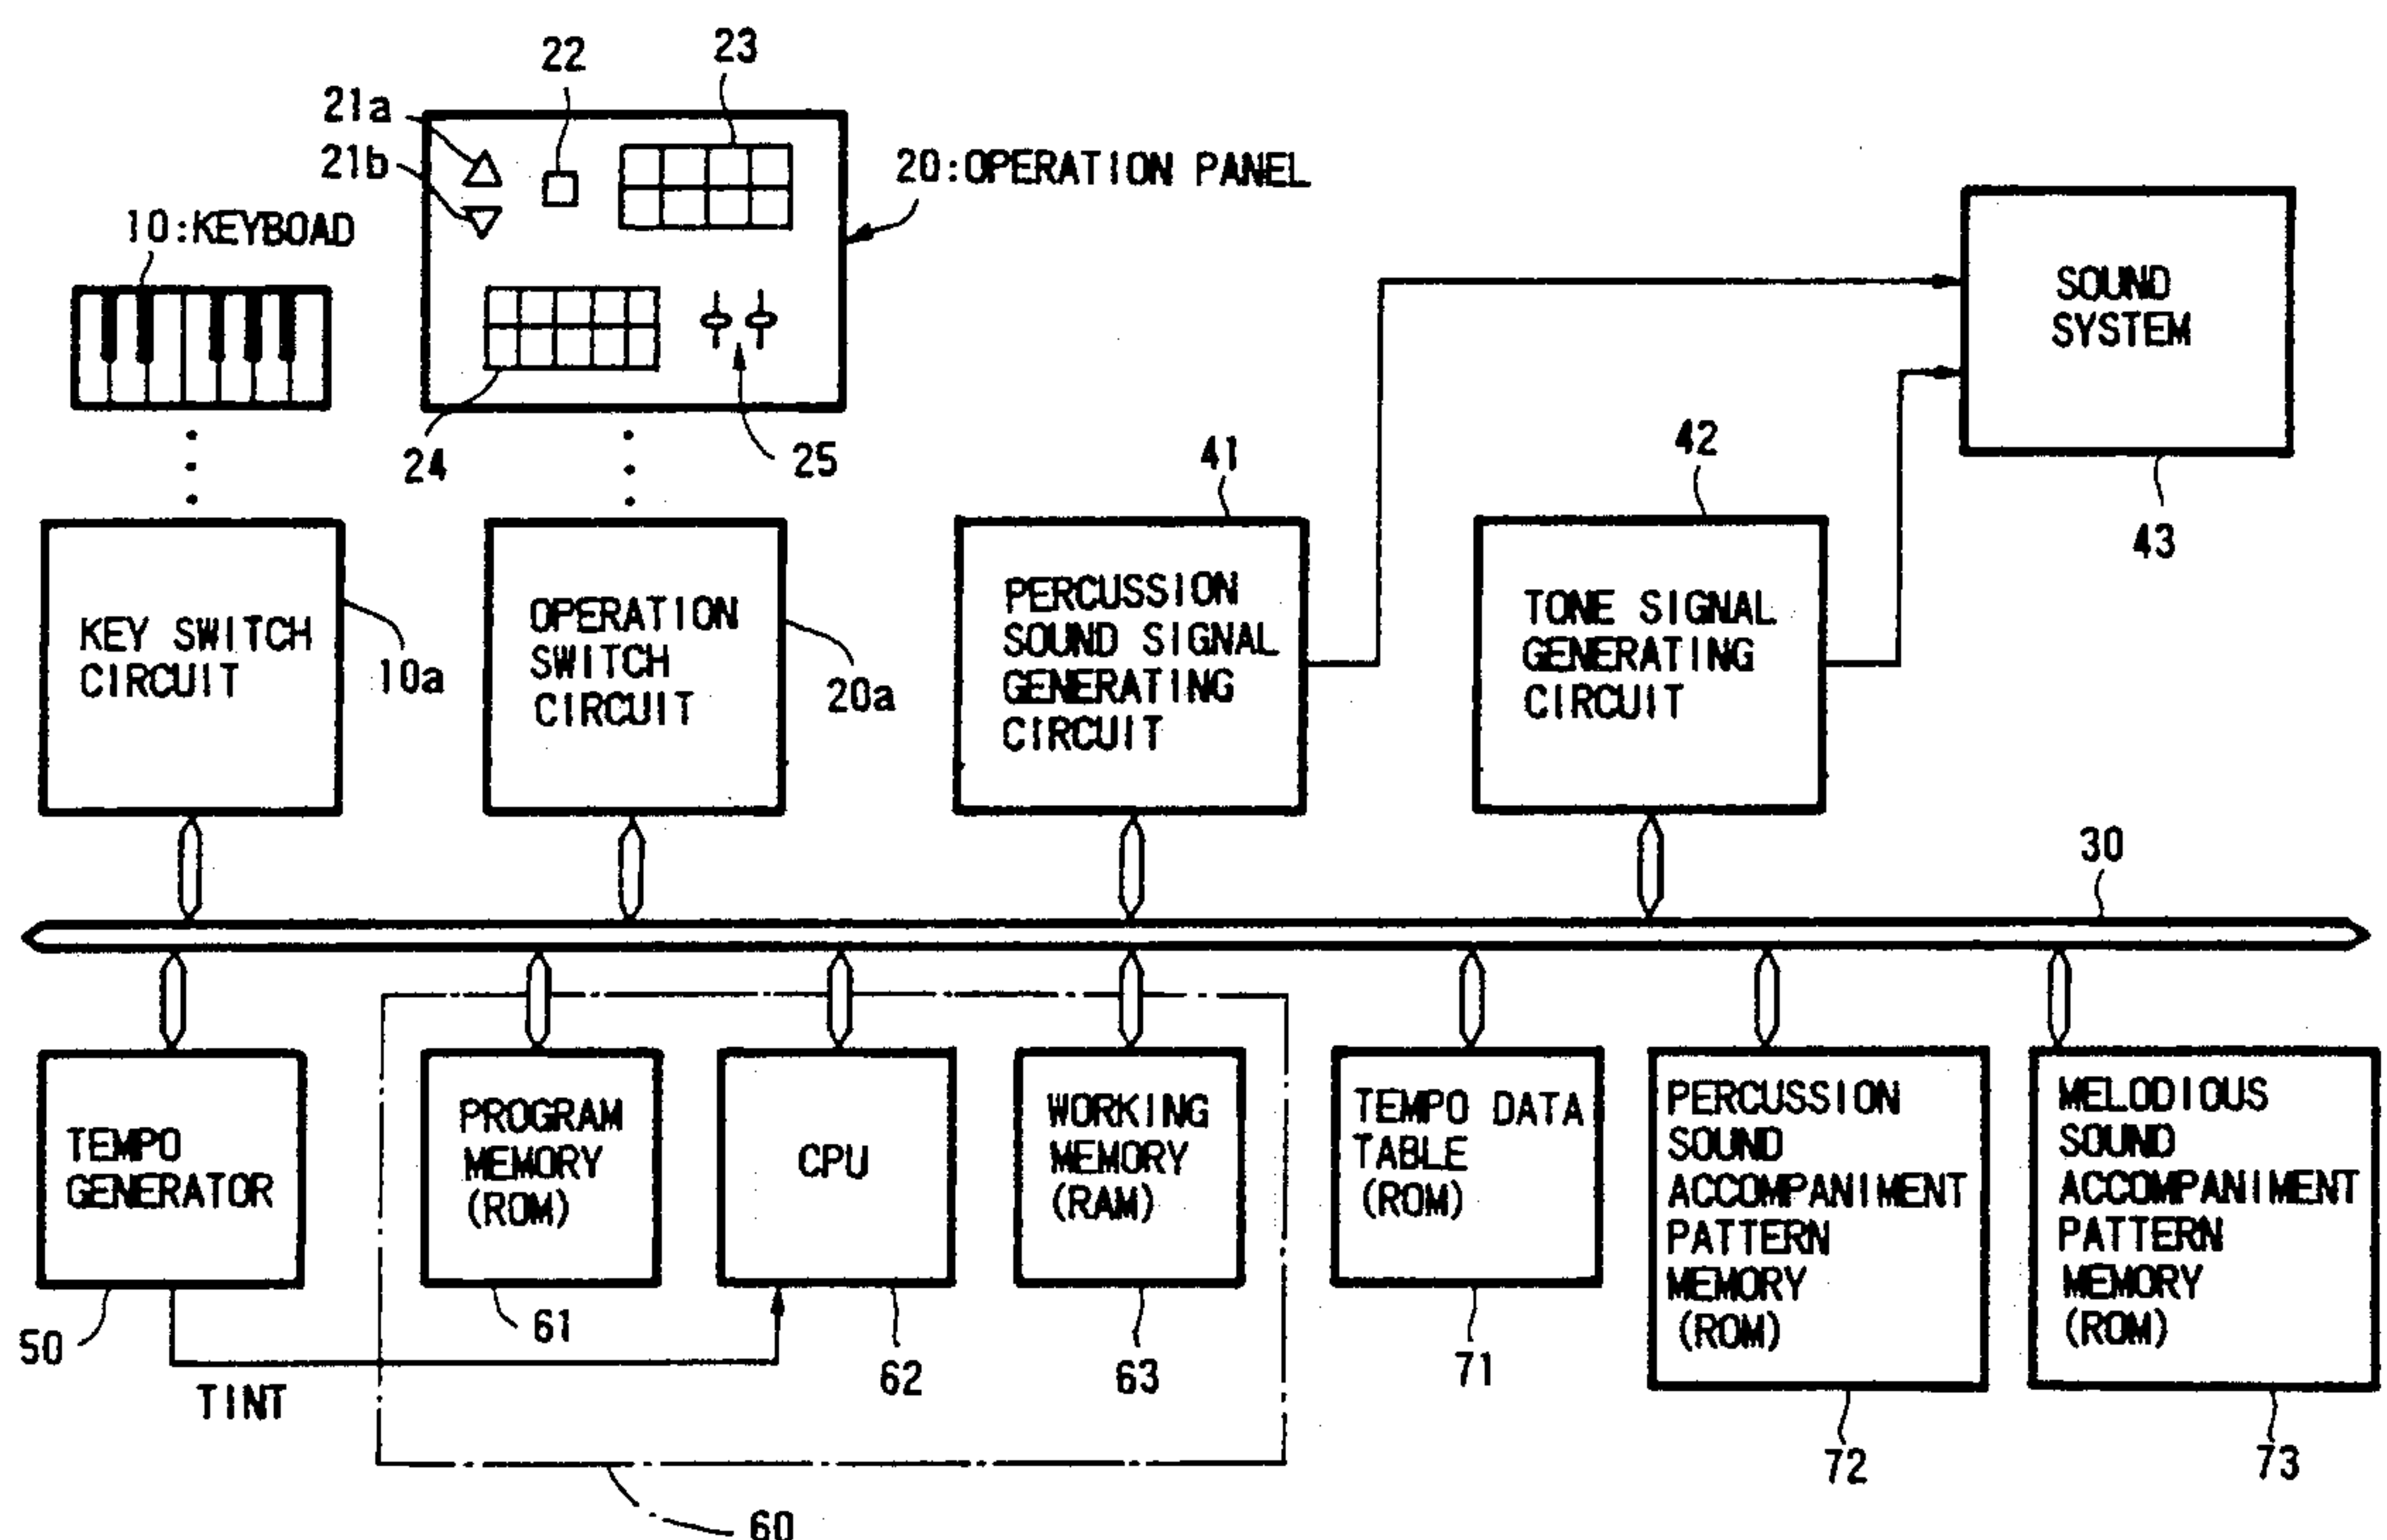 22
23
21a
21b
20:OPERATION PANEL
10:KEYBOAD
SOUND
SYSTEM
24
25
41
42
43
KEY SWITCH
CIRCUIT
10a
OPERATION
SWITCH
CIRCUIT
20a
PERCUSSION
SOUND SIGNAL
GENERATING
CIRCUIT
TONE SIGNAL
GENERATING
CIRCUIT
30
TEMPO
GENERATOR
PROGRAM
MEMORY
(ROM)
CPU
WORKING
MEMORY
(RAM)
TEMPO DATA
TABLE
(ROM)
PERCUSSION
SOUND
ACCOMPANIMENT
PATTERN
MEMORY
(ROM)
MELODIOUS
SOUND
ACCOMPANIMENT
PATTERN
MEMORY
(ROM)
50
TINT
61
62
63
71
72
73
60